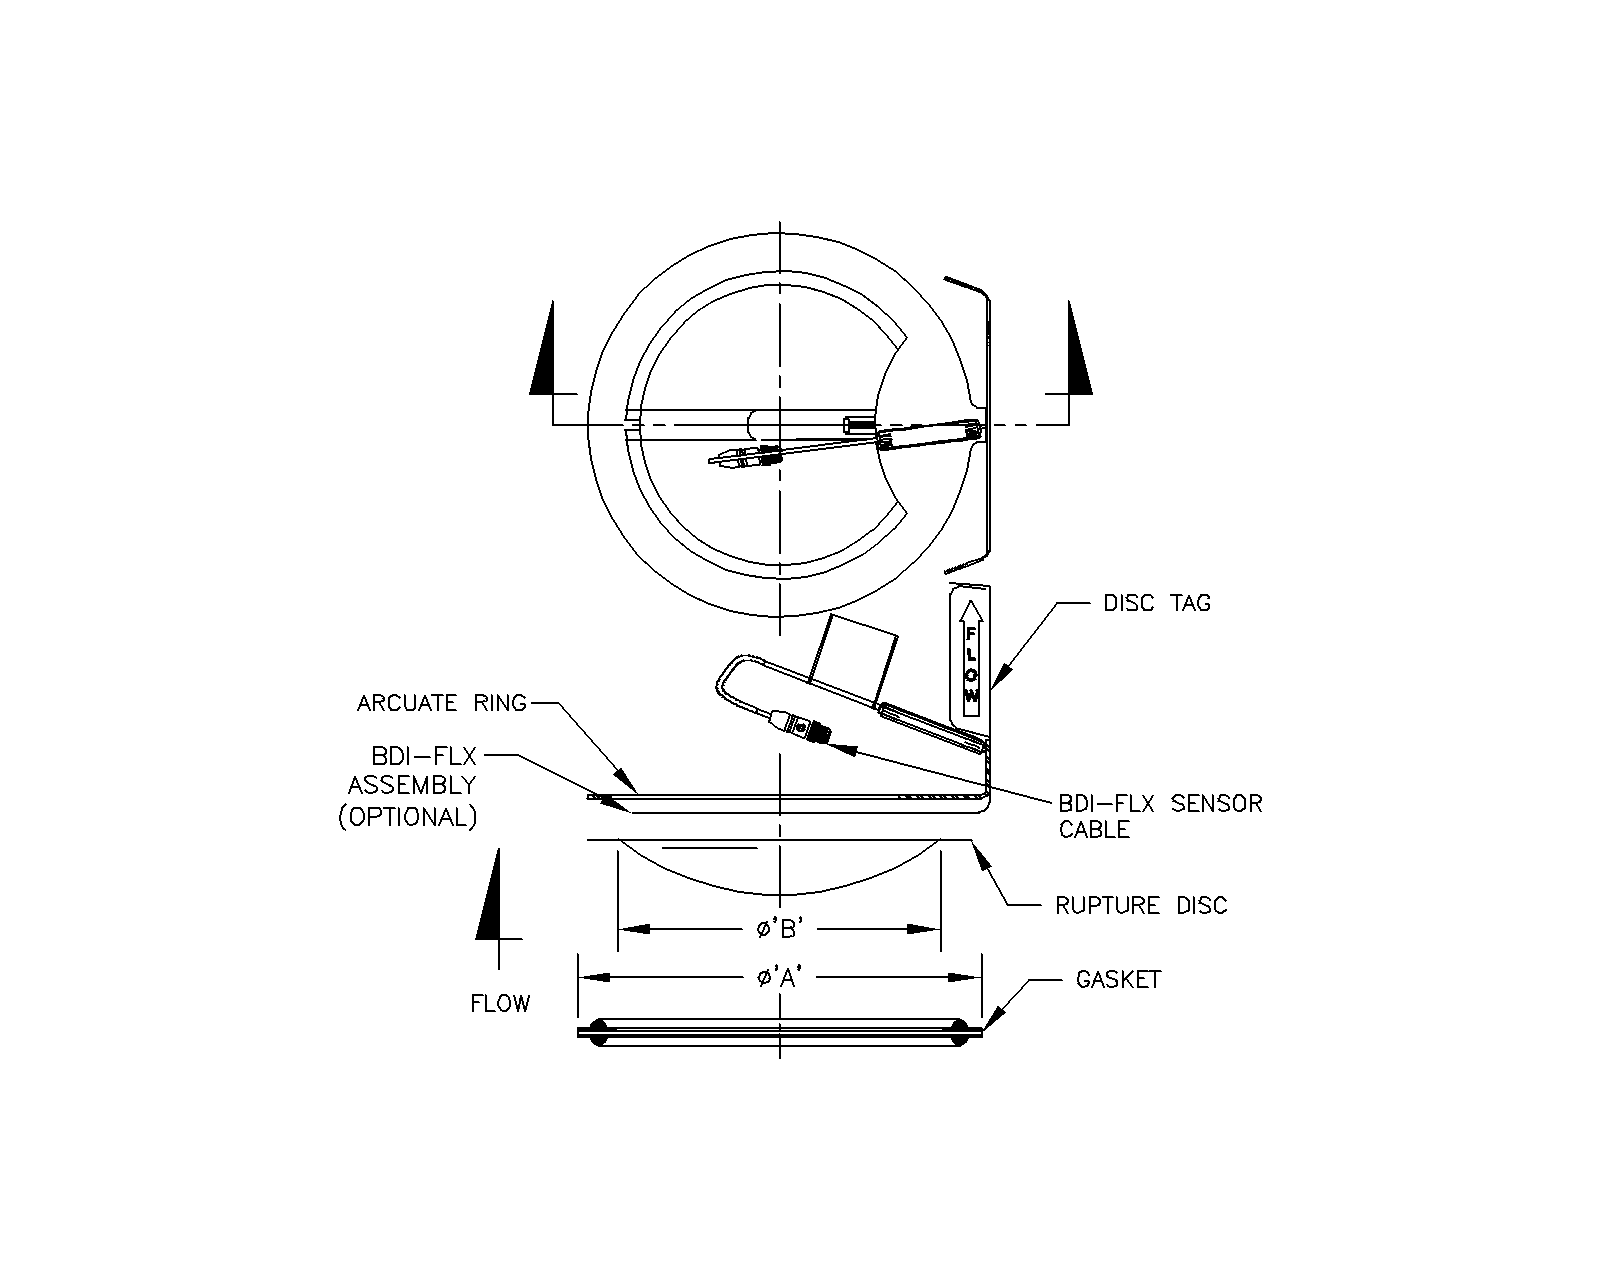 DISC TAG
FLOW
ARCUATE RING
BDI-FLX
ASSEMBLY
(OPTIONAL)
BDI-FLX SENSOR
CABLE
RUPTURE DISC
ø'B'
ø'A'
GASKET
FLOW